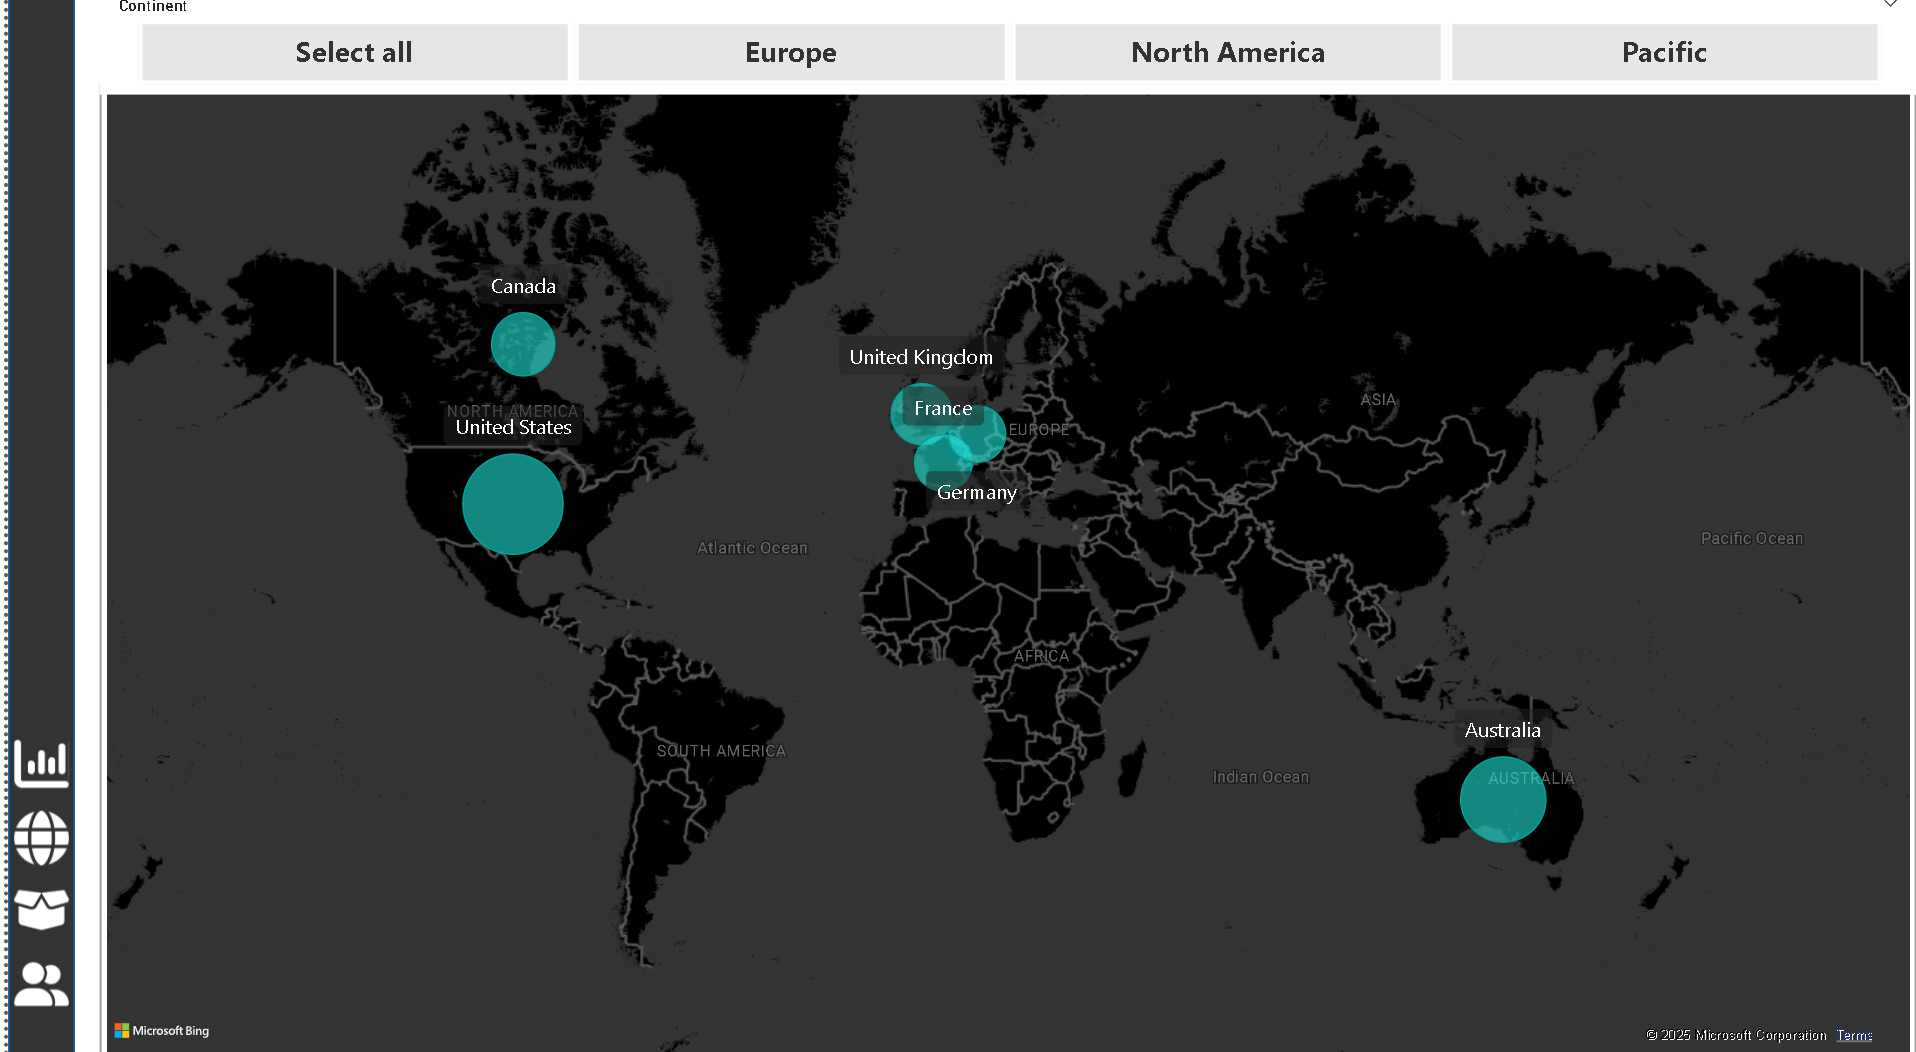 Continent
Select all
Europe
North America
Pacific
Canada
United Kingdom
ASIA
France
NORTH AMERICA
United States
EUROPE
Germany
Pacific Ocean
Atlantic Ocean
AFRICA
Australia
SOUTH AMERICA
Indian Ocean
AUSTRALIA
Microsoft Bing
© 2025 Microsoft Corporation Terms